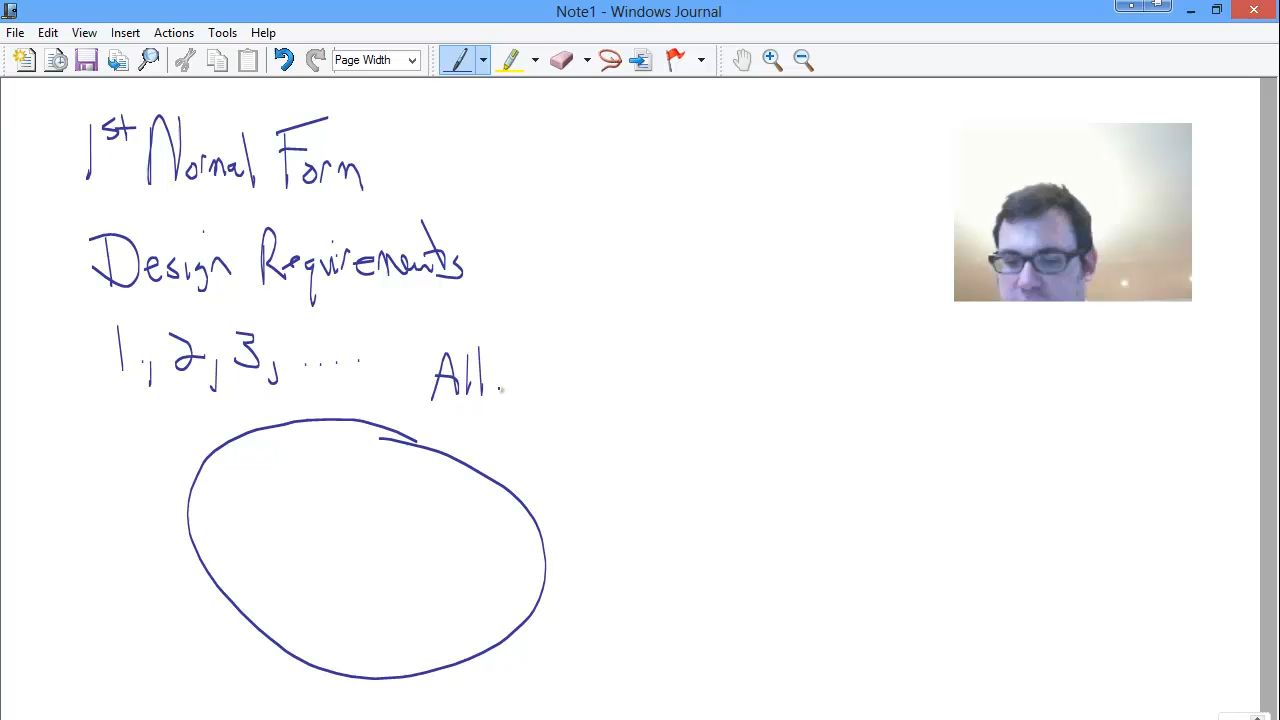 Note1 - Windows Journal
File Edit View Insert Actions Tools Help
Page Width
1st Normal Form
Design Requirements
1, 2, 3, ....
All